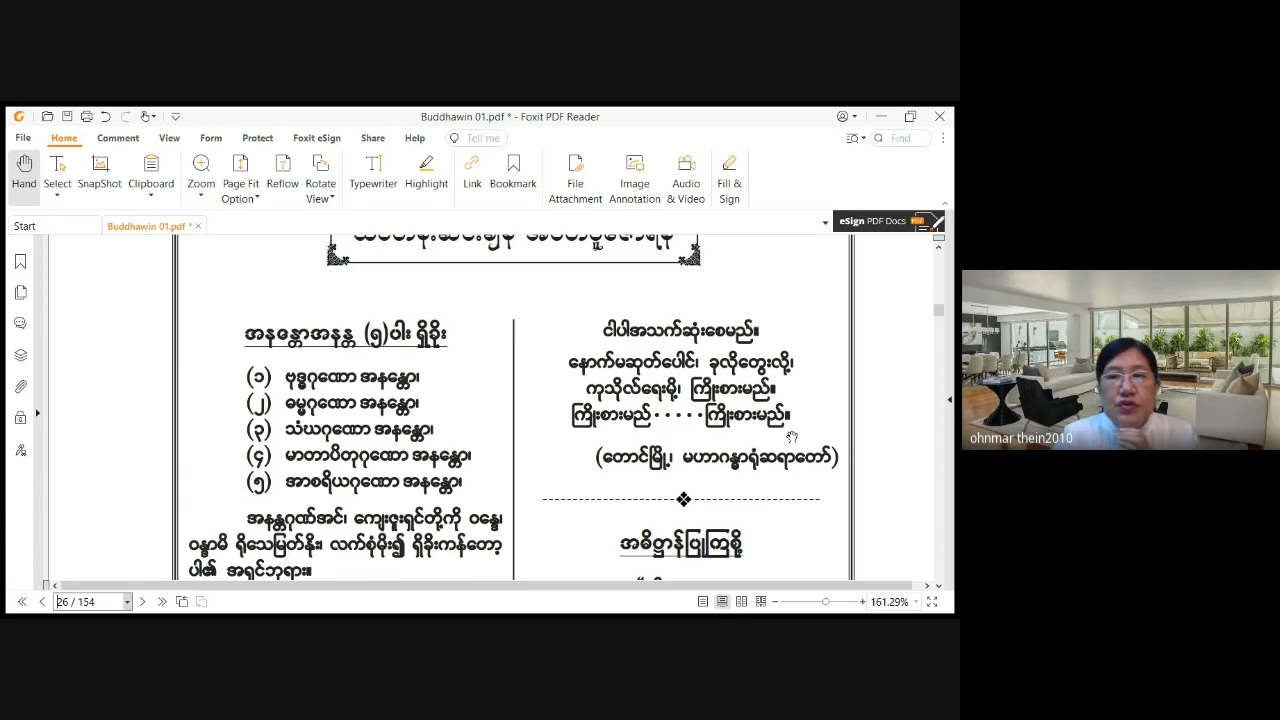 Buddhawin 01.pdf * - Foxit PDF Reader
File Home Comment View Form Protect Foxit eSign Share Help Tell me Find
Hand Select SnapShot Clipboard Zoom Page Fit Option Reflow Rotate View Typewriter Highlight Link Bookmark File Attachment Image Annotation Audio & Video Fill & Sign
Start Buddhawin 01.pdf * eSign PDF Docs
အနန္တောအနန္တ (၅)ပါး ရှိခိုး
(၁) ဗုဒ္ဓဂုဏော အနန္တော၊
(၂) ဓမ္မဂုဏော အနန္တော၊
(၃) သံဃဂုဏော အနန္တော၊
(၄) မာတာပိတုဂုဏော အနန္တော၊
(၅) အာစရိယဂုဏော အနန္တော၊
အနန္တဂုဏ်အင်၊ ကျေးဇူးရှင်တို့ကို ဝန္ဒေ၊
ဝန္ဒာမိ ရိုသေမြတ်နိုး၊ လက်စုံမိုး၍ ရှိခိုးကန်တော့
ပါ၏ အရှင်ဘုရား။
ငါပါအသက်ဆုံးစေမည်။
နောက်မဆုတ်ပေါင်၊ ခုလိုတွေးလို့၊
ကုသိုလ်ရေးမို့၊ ကြိုးစားမည်။
ကြိုးစားမည်·····ကြိုးစားမည်။
(တောင်မြို့၊ မဟာဂန္ဓာရုံဆရာတော်)
အဓိဋ္ဌာန်ပြုကြစို့
26 / 154
161.29%
ohnmar thein2010